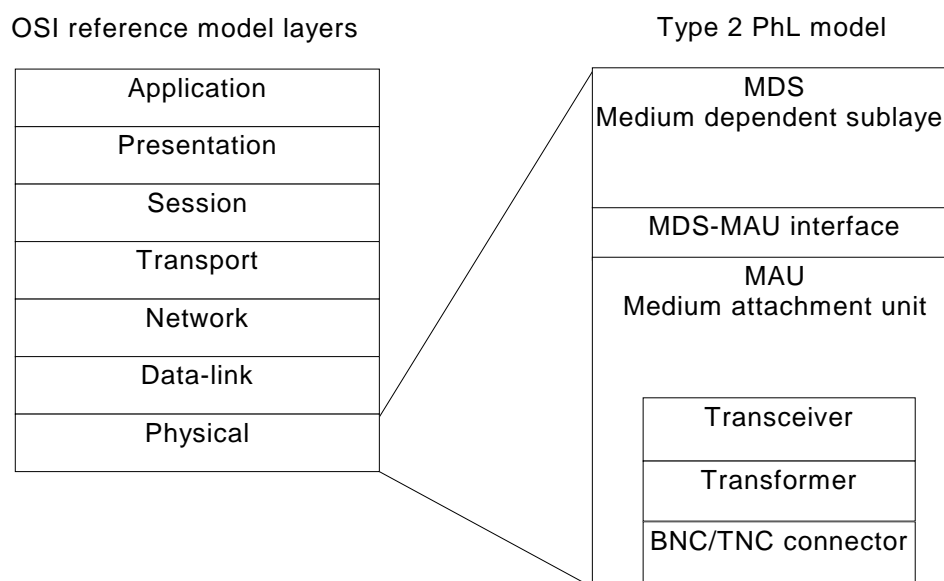 OSI reference model layers
Application
Presentation
Session
Transport
Network
Data-link
Physical
Type 2 PhL model
MDS
Medium dependent sublaye
MDS-MAU interface
MAU
Medium attachment unit
Transceiver
Transformer
BNC/TNC connector